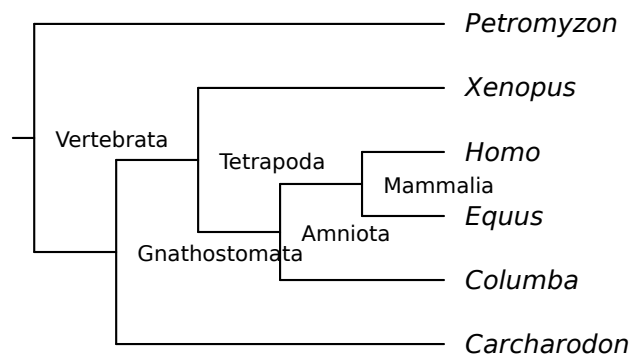 Petromyzon
Xenopus
Vertebrata
Homo
Tetrapoda
Mammalia
Equus
Amniota
Gnathostomata
Columba
Carcharodon